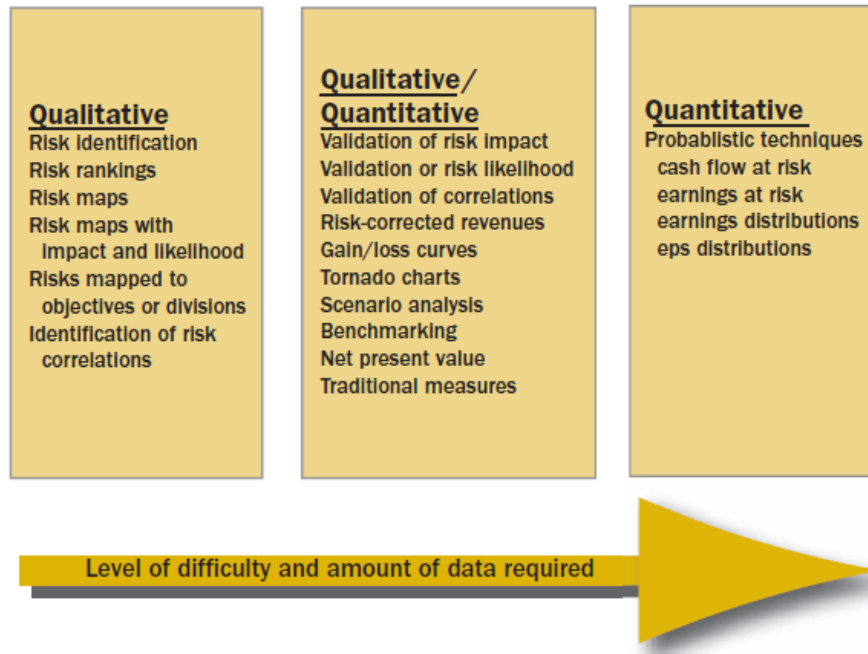 Qualitative
Risk identification
Risk rankings
Risk maps
Risk maps with
impact and likelihood
Risks mapped to
objectives or divisions
Identification of risk
correlations
Qualitative/
Quantitative
Validation of risk impact
Validation or risk likelihood
Validation of correlations
Risk-corrected revenues
Gain/loss curves
Tornado charts
Scenario analysis
Benchmarking
Net present value
Traditional measures
Quantitative
Probablistic techniques
cash flow at risk
earnings at risk
earnings distributions
eps distributions
Level of difficulty and amount of data required